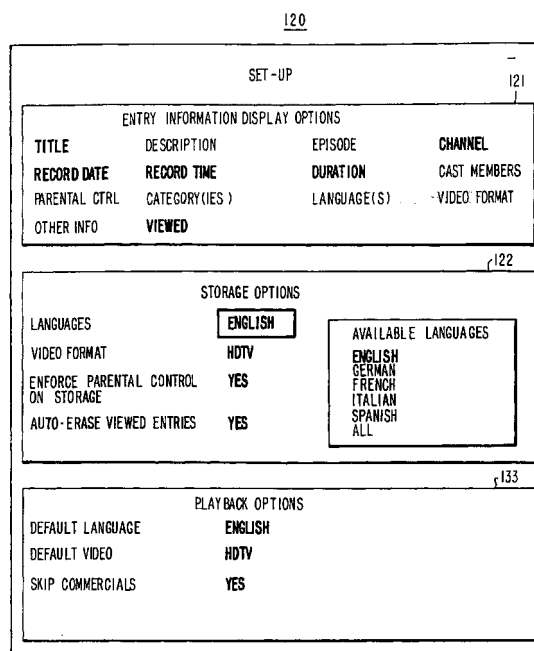 120
SET-UP
121
ENTRY INFORMATION DISPLAY OPTIONS
TITLE DESCRIPTION EPISODE CHANNEL
RECORD DATE RECORD TIME DURATION CAST MEMBERS
PARENTAL CTRL CATEGORY(IES) LANGUAGE(S) VIDEO FORMAT
OTHER INFO VIEWED
122
STORAGE OPTIONS
LANGUAGES ENGLISH
VIDEO FORMAT HDTV
ENFORCE PARENTAL CONTROL YES
ON STORAGE
AUTO-ERASE VIEWED ENTRIES YES
AVAILABLE LANGUAGES
ENGLISH
GERMAN
FRENCH
ITALIAN
SPANISH
ALL
133
PLAYBACK OPTIONS
DEFAULT LANGUAGE ENGLISH
DEFAULT VIDEO HDTV
SKIP COMMERCIALS YES